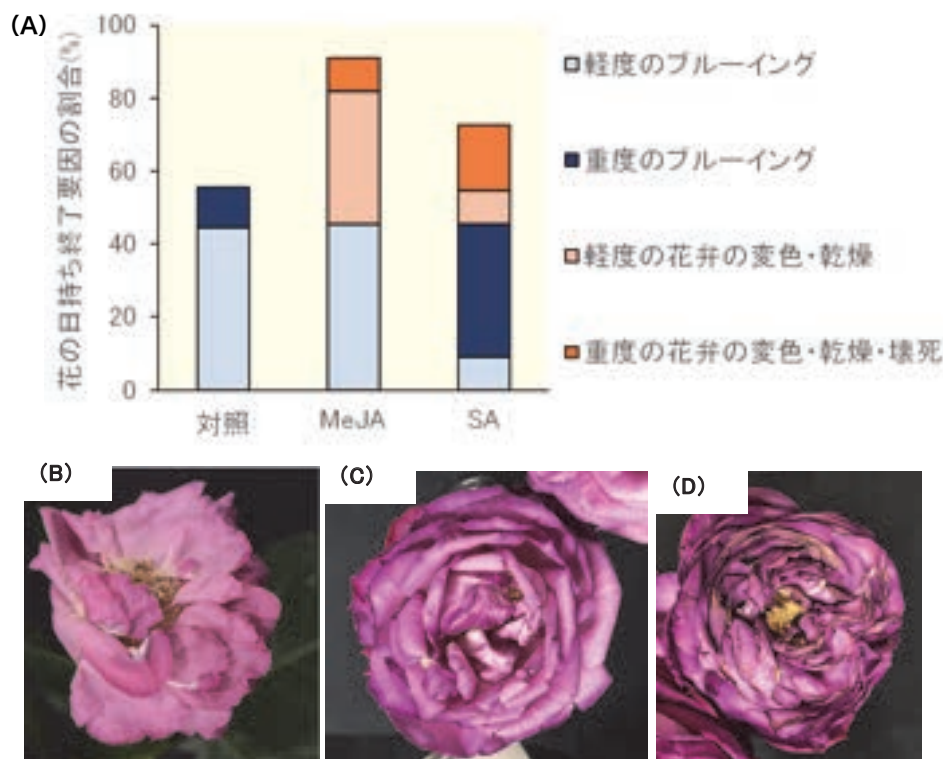 (A)
花の日持ち終了要因の割合(%)
100
80
60
40
20
0
対照
MeJA
SA
軽度のブルーイング
重度のブルーイング
軽度の花弁の変色・乾燥
重度の花弁の変色・乾燥・壊死
(B)
(C)
(D)